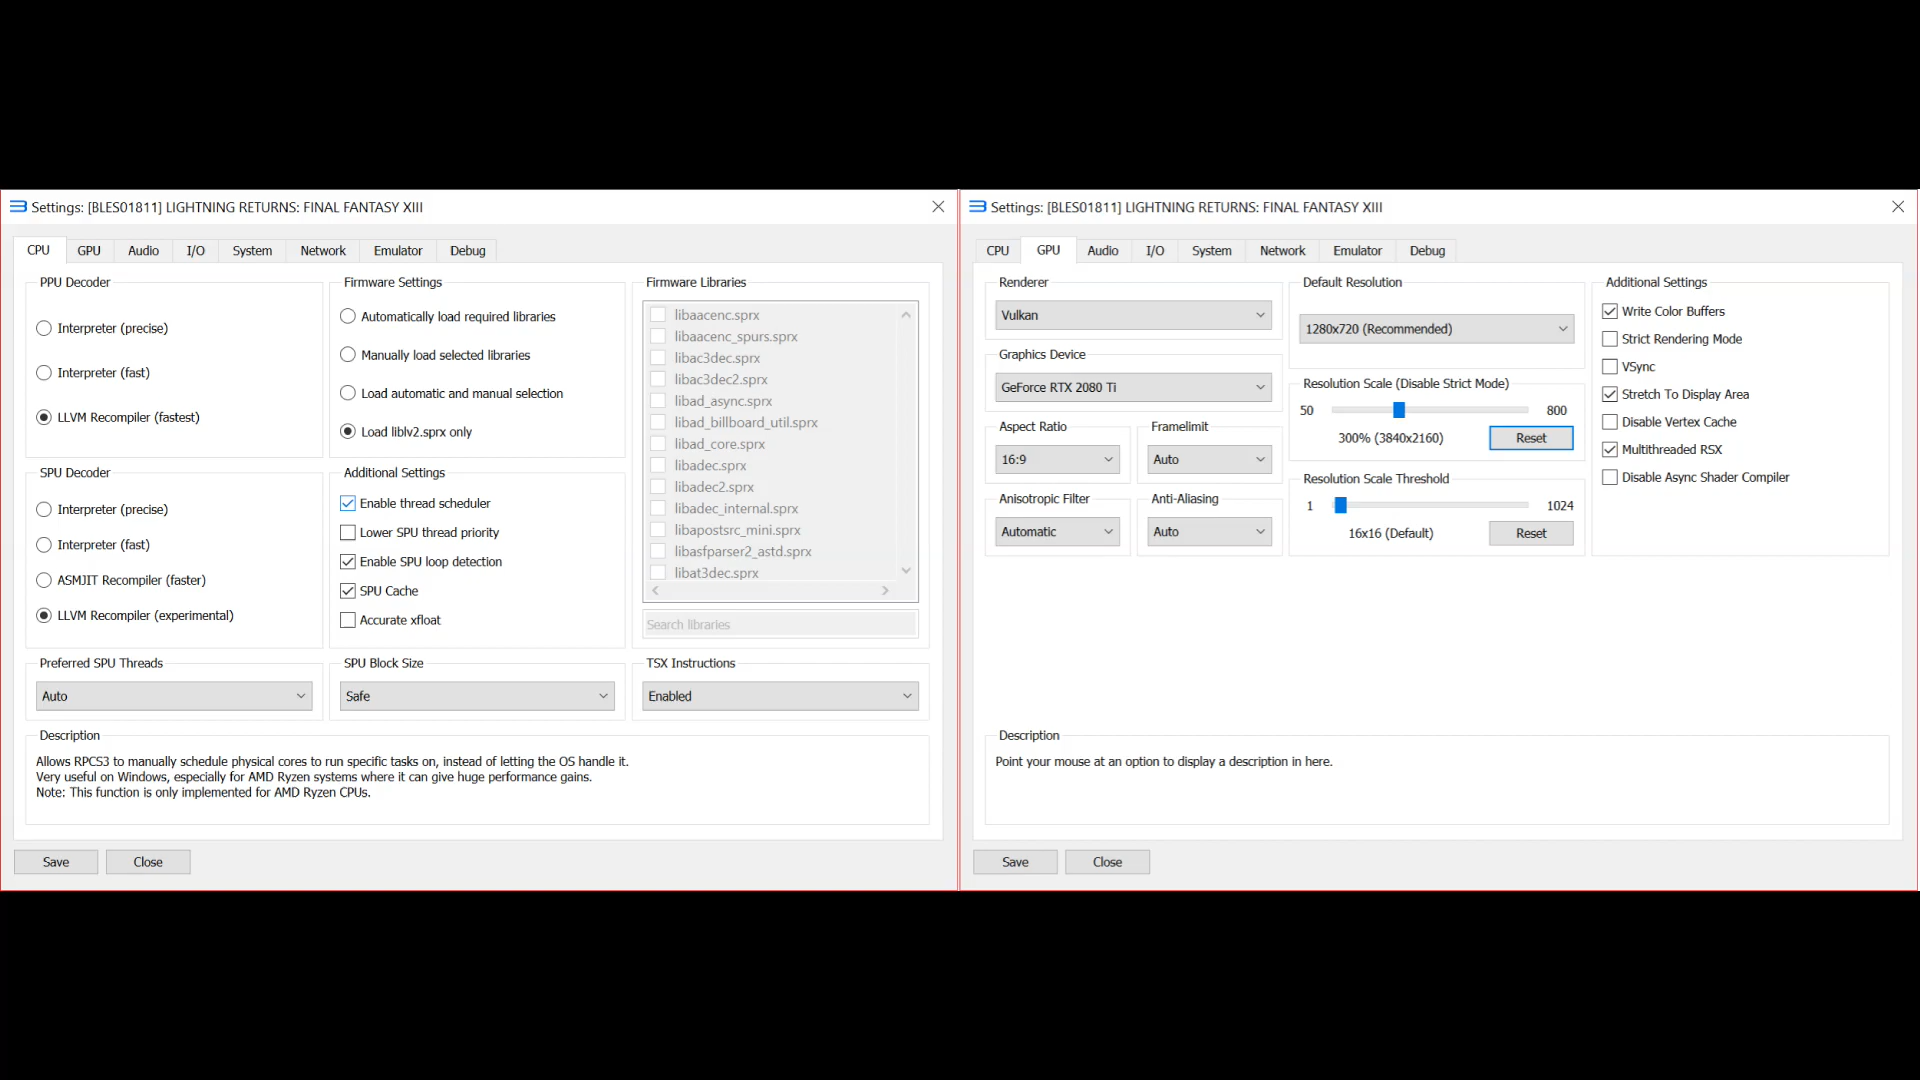 Settings: [BLES01811] LIGHTNING RETURNS: FINAL FANTASY XIII
CPU GPU Audio I/O System Network Emulator Debug
PPU Decoder
Interpreter (precise)
Interpreter (fast)
LLVM Recompiler (fastest)
SPU Decoder
Interpreter (precise)
Interpreter (fast)
ASMJIT Recompiler (faster)
LLVM Recompiler (experimental)
Preferred SPU Threads
Auto
Firmware Settings
Automatically load required libraries
Manually load selected libraries
Load automatic and manual selection
Load liblv2.sprx only
Additional Settings
Enable thread scheduler
Lower SPU thread priority
Enable SPU loop detection
SPU Cache
Accurate xfloat
SPU Block Size
Safe
Firmware Libraries
libaacenc.sprx
libaacenc_spurs.sprx
libac3dec.sprx
libac3dec2.sprx
libad_async.sprx
libad_billboard_util.sprx
libad_core.sprx
libadec.sprx
libadec2.sprx
libadec_internal.sprx
libapostsrc_mini.sprx
libasfparser2_astd.sprx
libat3dec.sprx
Search libraries
TSX Instructions
Enabled
Description
Allows RPCS3 to manually schedule physical cores to run specific tasks on, instead of letting the OS handle it.
Very useful on Windows, especially for AMD Ryzen systems where it can give huge performance gains.
Note: This function is only implemented for AMD Ryzen CPUs.
Save Close
Settings: [BLES01811] LIGHTNING RETURNS: FINAL FANTASY XIII
CPU GPU Audio I/O System Network Emulator Debug
Renderer
Vulkan
Graphics Device
GeForce RTX 2080 Ti
Aspect Ratio
16:9
Framelimit
Auto
Anisotropic Filter
Automatic
Anti-Aliasing
Auto
Default Resolution
1280x720 (Recommended)
Resolution Scale (Disable Strict Mode)
50 800
300% (3840x2160) Reset
Resolution Scale Threshold
1 1024
16x16 (Default) Reset
Additional Settings
Write Color Buffers
Strict Rendering Mode
VSync
Stretch To Display Area
Disable Vertex Cache
Multithreaded RSX
Disable Async Shader Compiler
Description
Point your mouse at an option to display a description in here.
Save Close